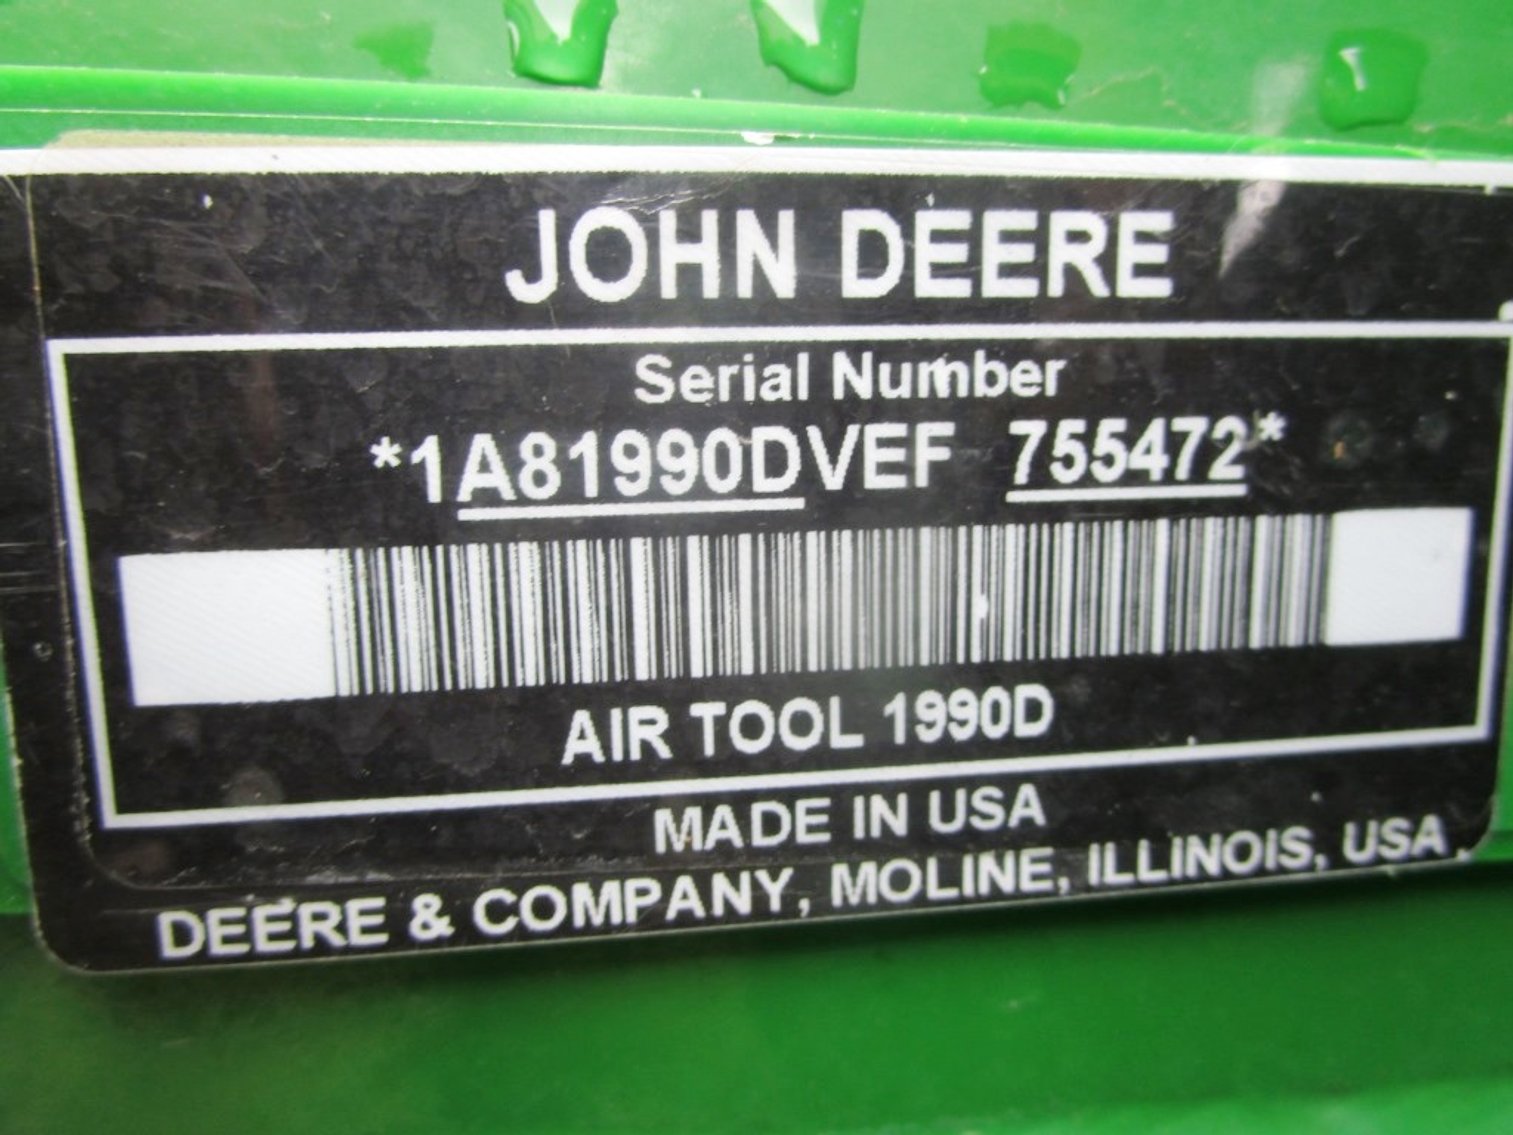 JOHN DEERE
Serial Number
*1A81990DVEF 755472*
AIR TOOL 1990D
MADE IN USA
DEERE & COMPANY, MOLINE, ILLINOIS, USA